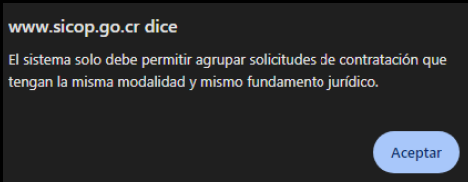 www.sicop.go.cr dice
El sistema solo debe permitir agrupar solicitudes de contratación que
tengan la misma modalidad y mismo fundamento jurídico.
Aceptar